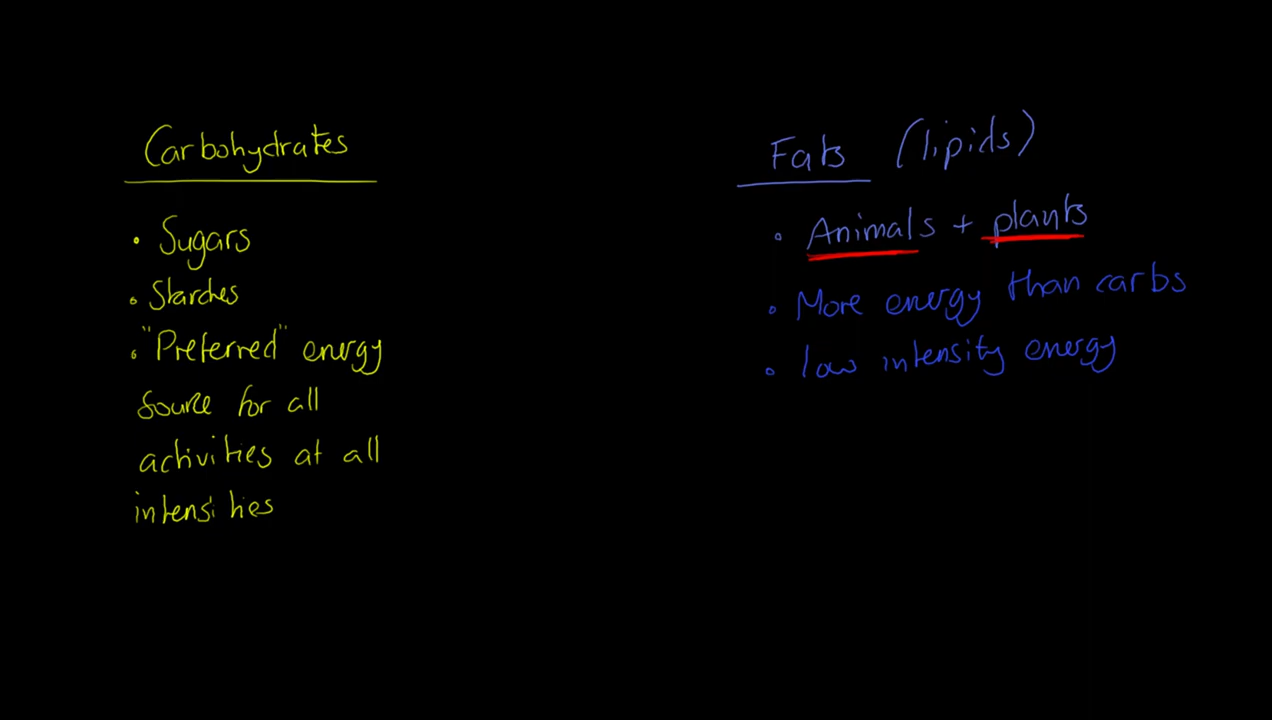 Carbohydrates
• Sugars
• Starches
• "Preferred" energy
source for all
activities at all
intensities
Fats (lipids)
• Animals + plants
• More energy than carbs
• low intensity energy